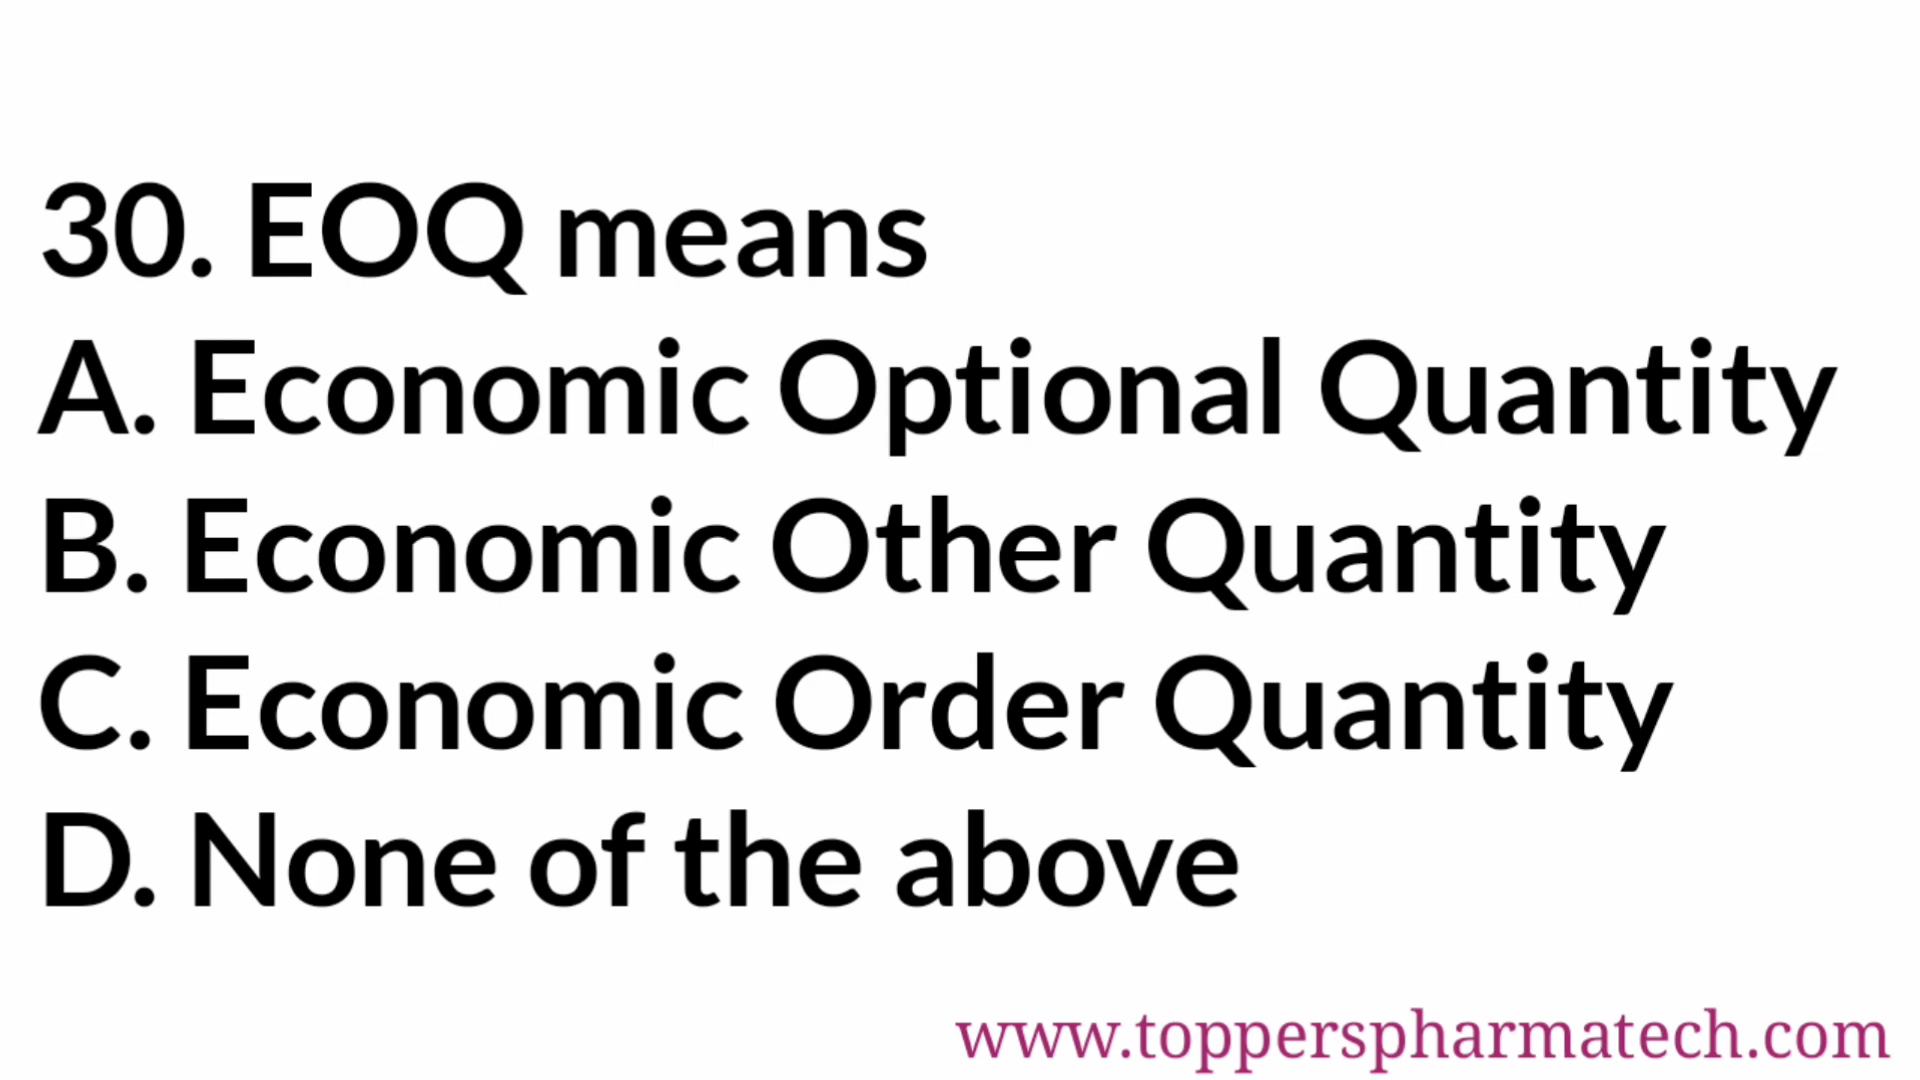 30. EOQ means
A. Economic Optional Quantity
B. Economic Other Quantity
C. Economic Order Quantity
D. None of the above
www.topperspharmatech.com